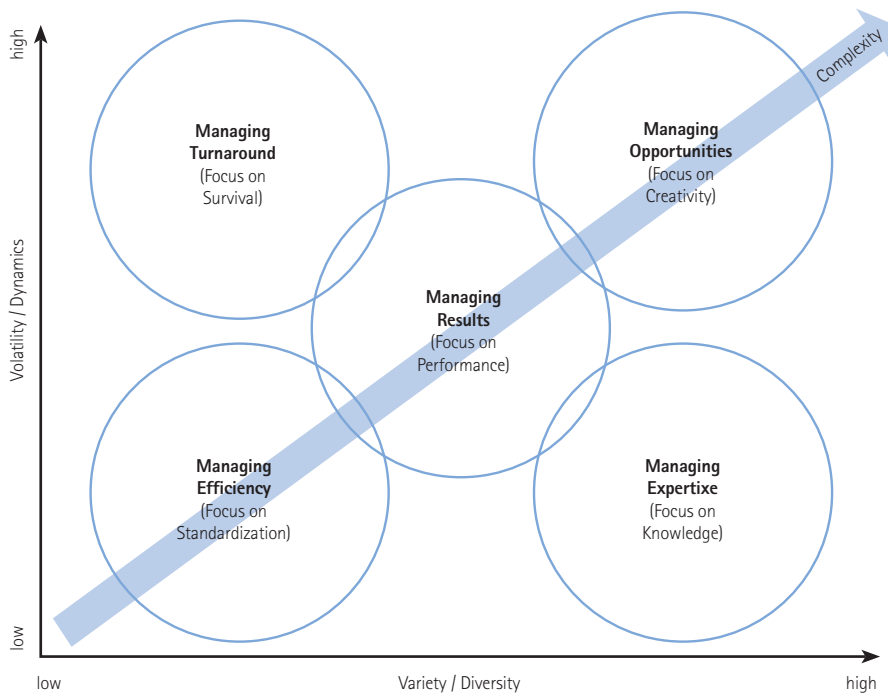 high
Complexity
Managing
Turnaround
(Focus on
Survival)
Managing
Opportunities
(Focus on
Creativity)
Volatility / Dynamics
Managing
Results
(Focus on
Performance)
Managing
Efficiency
(Focus on
Standardization)
Managing
Expertixe
(Focus on
Knowledge)
low
low
Variety / Diversity
high